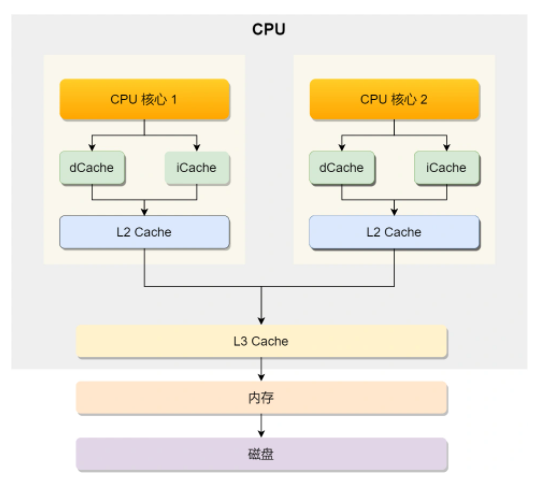 CPU
CPU 核心 1
CPU 核心 2
dCache
iCache
dCache
iCache
L2 Cache
L2 Cache
L3 Cache
内存
磁盘